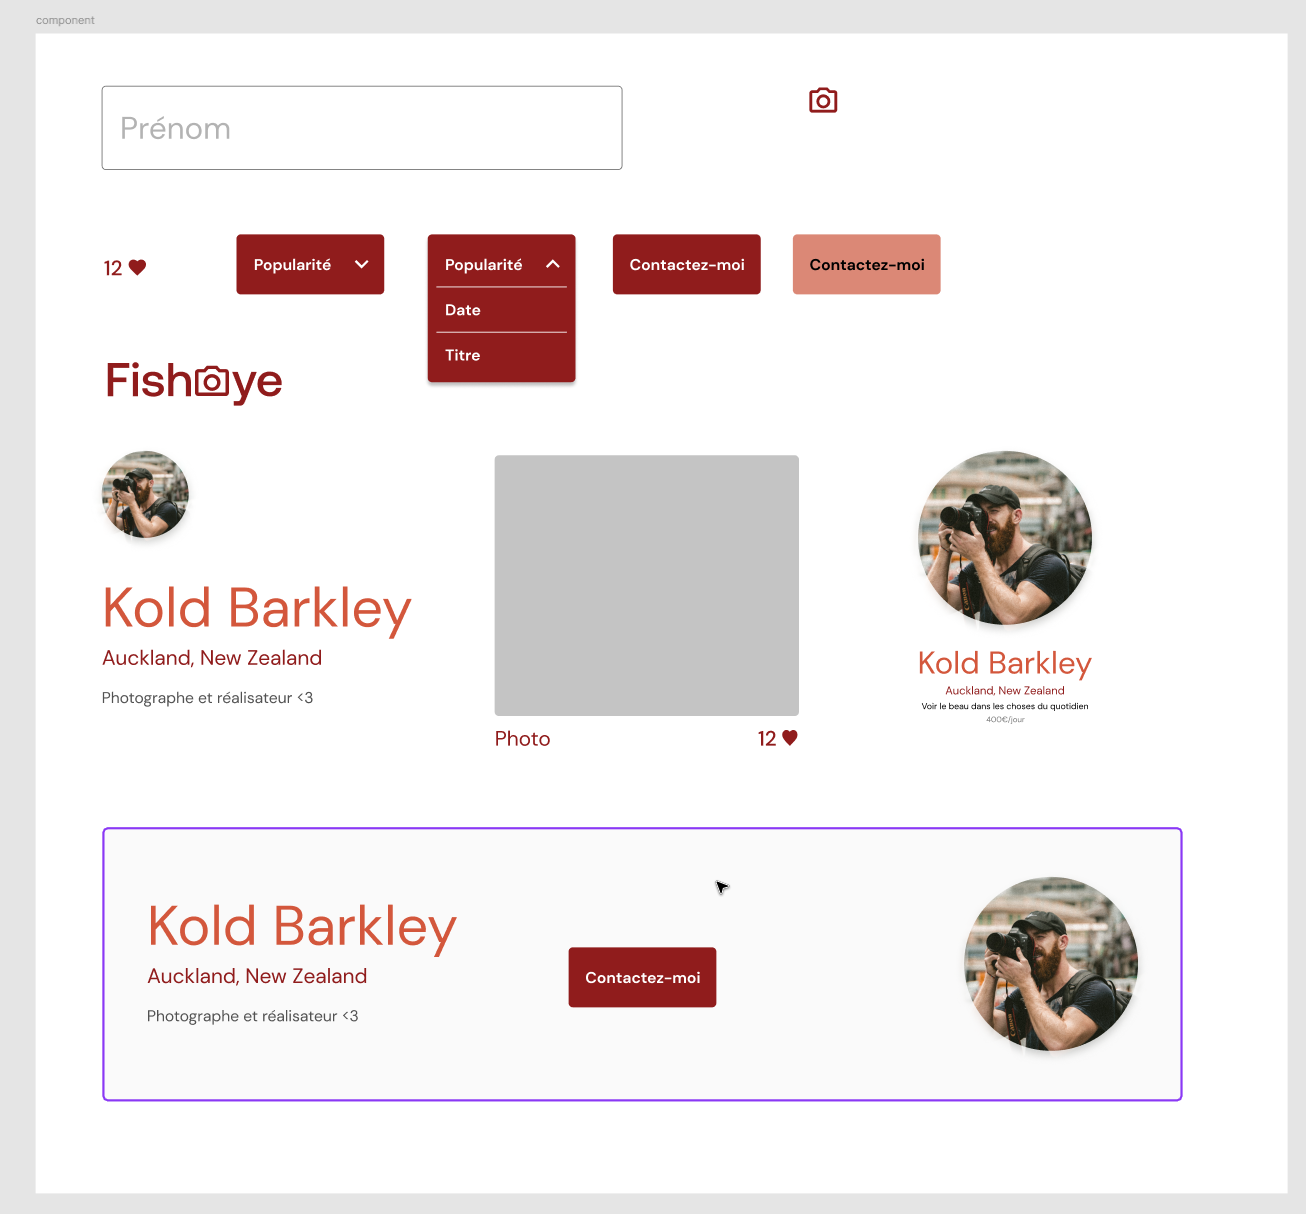 component
Prénom
12
Popularité
Popularité
Date
Titre
Contactez-moi
Contactez-moi
Fisheye
Kold Barkley
Auckland, New Zealand
Photographe et réalisateur <3
Photo
12
Kold Barkley
Auckland, New Zealand
Voir le beau dans les choses du quotidien
400€/jour
Kold Barkley
Auckland, New Zealand
Photographe et réalisateur <3
Contactez-moi